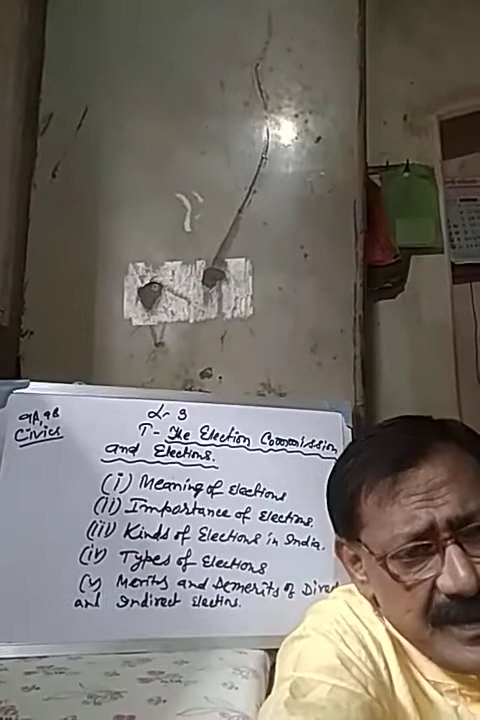 9A, 9B
Civics
L- 3
T- The Election Commission
and Elections.
(i) Meaning of elections
(ii) Importance of Elections.
(iii) Kinds of Elections in India.
(iv) Types of Elections
(v) Merits and Demerits of Direct
and Indirect Elections.